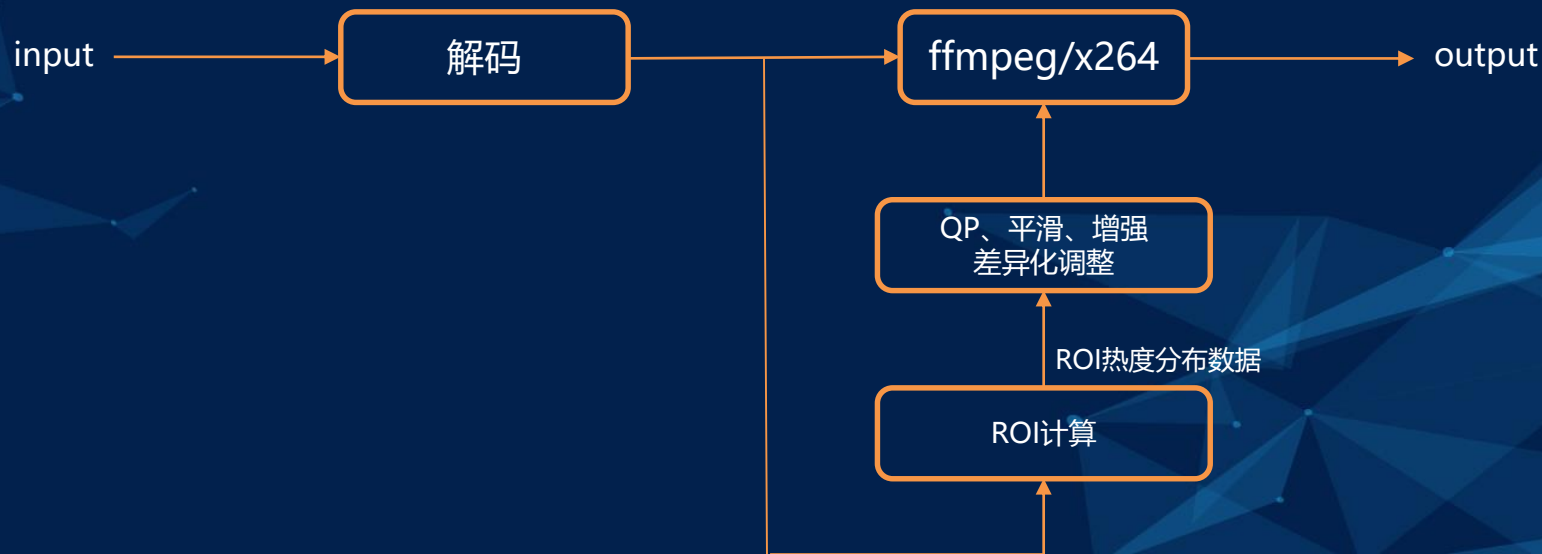 input
解码
ffmpeg/x264
output
QP、平滑、增强
差异化调整
ROI热度分布数据
ROI计算